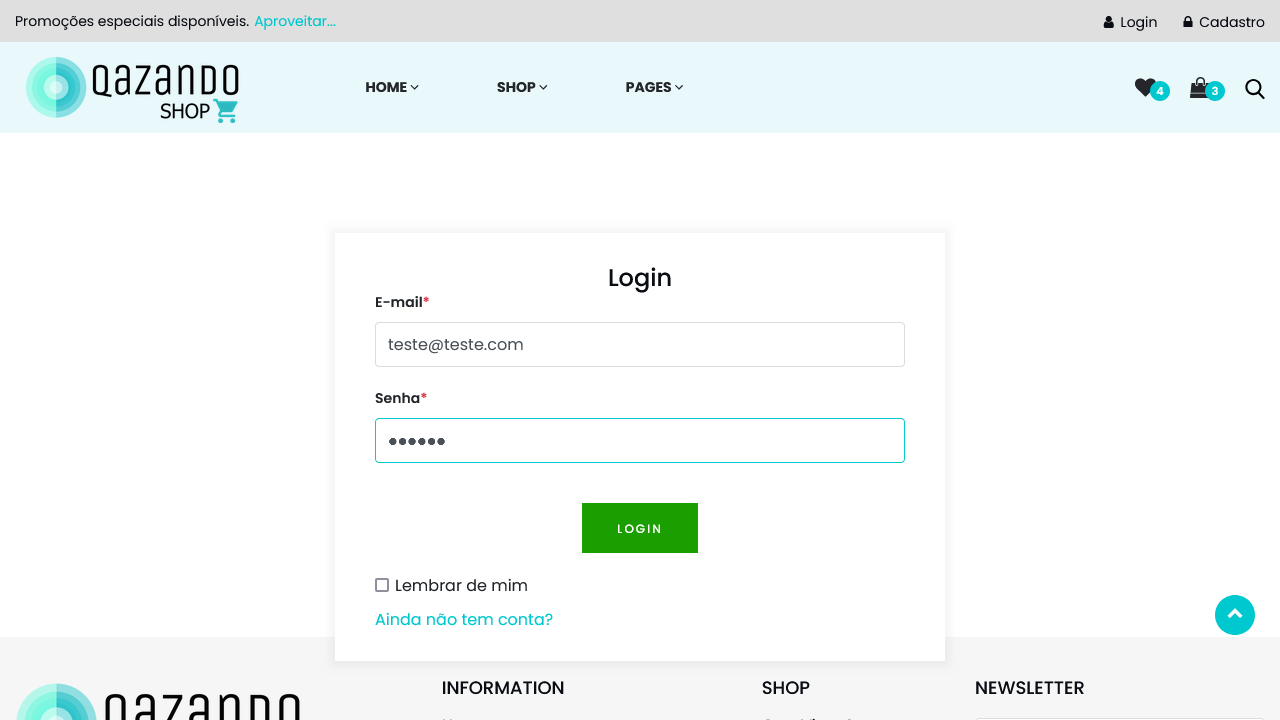 Promoções especiais disponíveis. Aproveitar...
Login
Cadastro
QAZANDO
SHOP
HOME
SHOP
PAGES
4
3
Login
E-mail*
teste@teste.com
Senha*
LOGIN
Lembrar de mim
Ainda não tem conta?
QAZANDO
INFORMATION
SHOP
NEWSLETTER